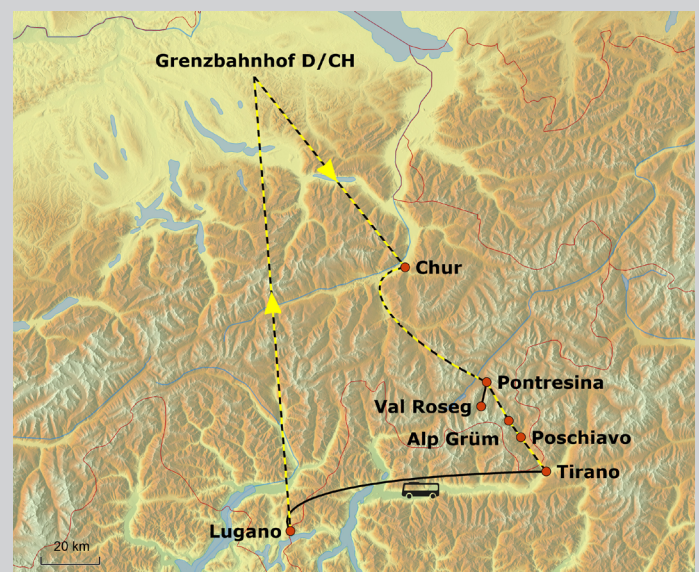 Grenzbahnhof D/CH
Chur
Pontresina
Val Roseg
Alp Grüm
Poschiavo
Tirano
Lugano
20 km